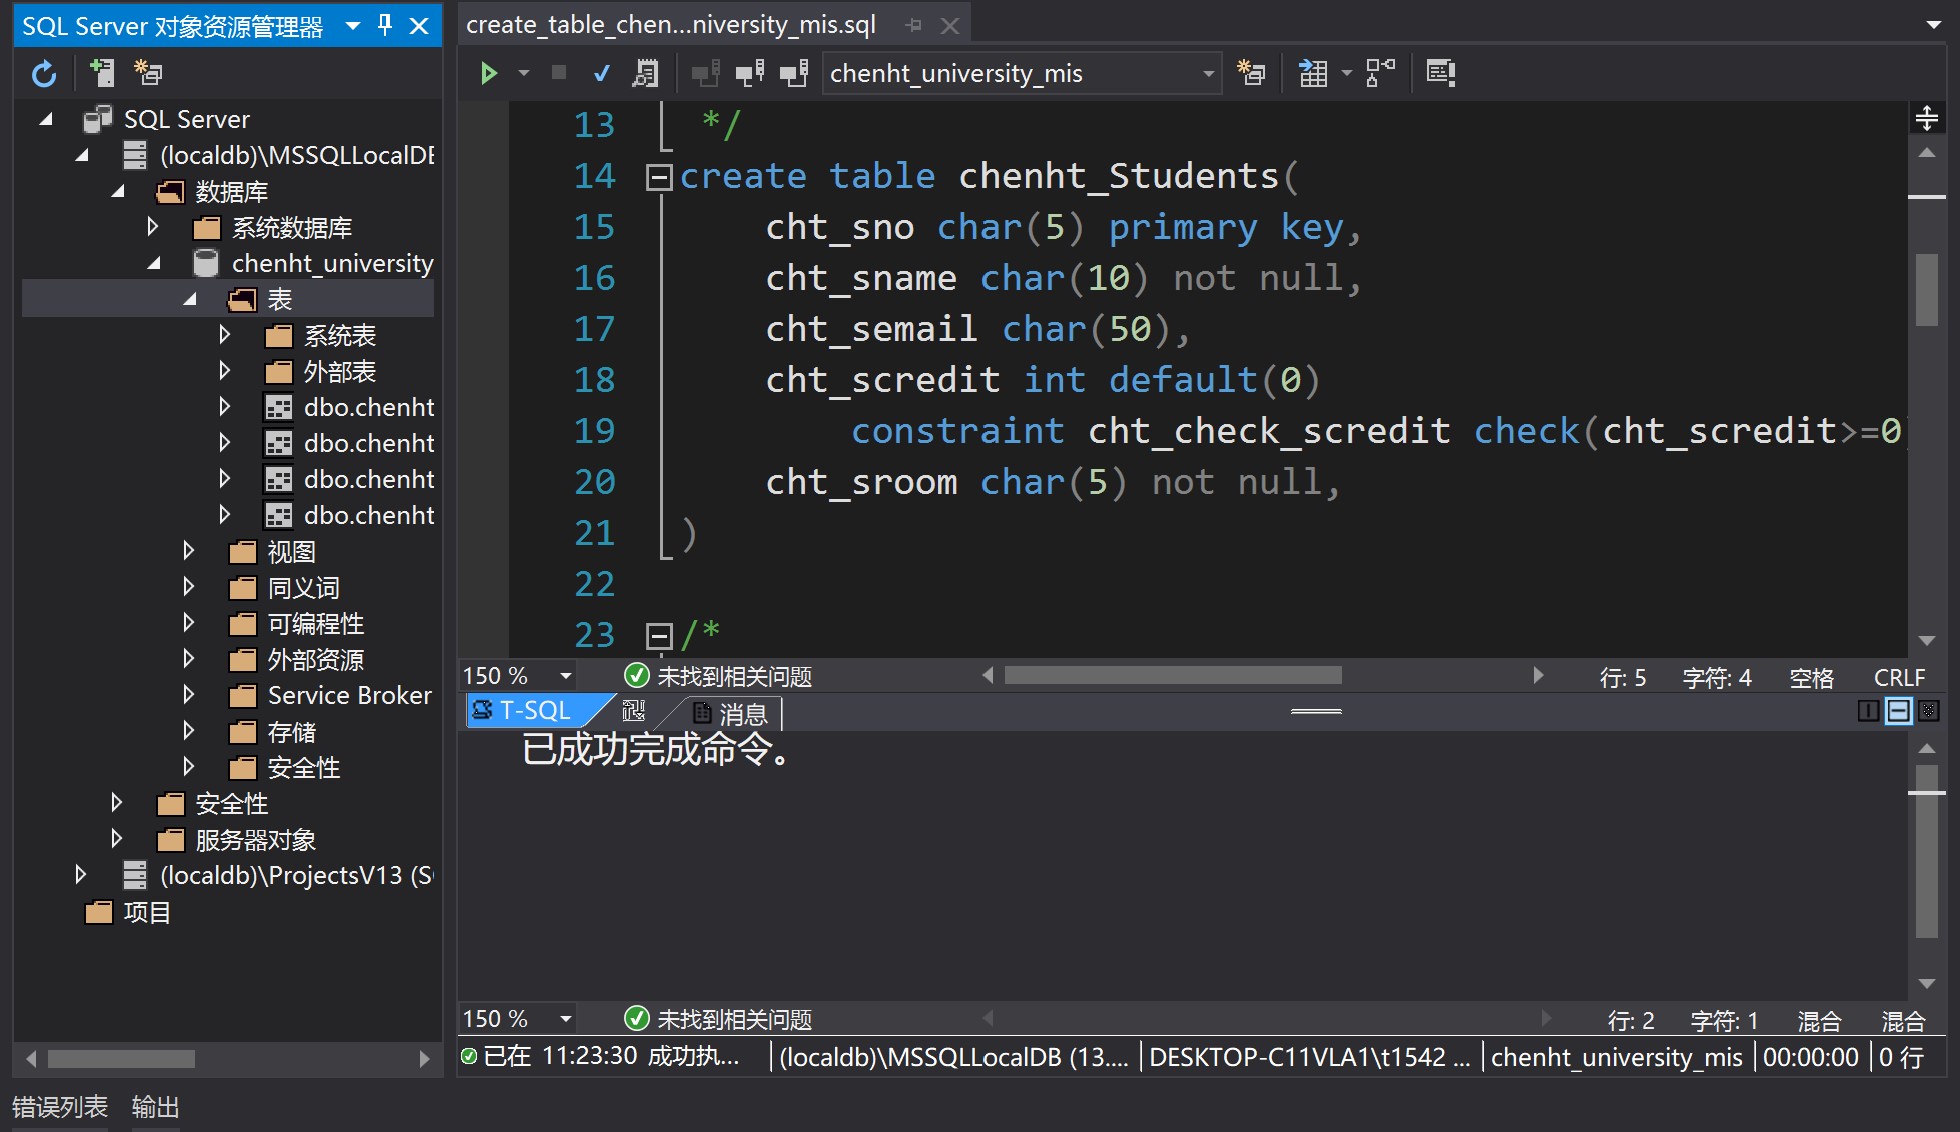 SQL Server 对象资源管理器
SQL Server
(localdb)\MSSQLLocalDE
数据库
系统数据库
chenht_university
表
系统表
外部表
dbo.chenht
dbo.chenht
dbo.chenht
dbo.chenht
视图
同义词
可编程性
外部资源
Service Broker
存储
安全性
安全性
服务器对象
(localdb)\ProjectsV13 (S
项目
create_table_chen...niversity_mis.sql
chenht_university_mis
13 */
14 create table chenht_Students(
15 cht_sno char(5) primary key,
16 cht_sname char(10) not null,
17 cht_semail char(50),
18 cht_scredit int default(0)
19 constraint cht_check_scredit check(cht_scredit>=0
20 cht_sroom char(5) not null,
21 )
22
23 /*
150 % 未找到相关问题 行: 5 字符: 4 空格 CRLF
T-SQL 消息
已成功完成命令。
150 % 未找到相关问题 行: 2 字符: 1 混合 混合
已在 11:23:30 成功执... (localdb)\MSSQLLocalDB (13.... DESKTOP-C11VLA1\t1542 ... chenht_university_mis 00:00:00 0 行
错误列表 输出